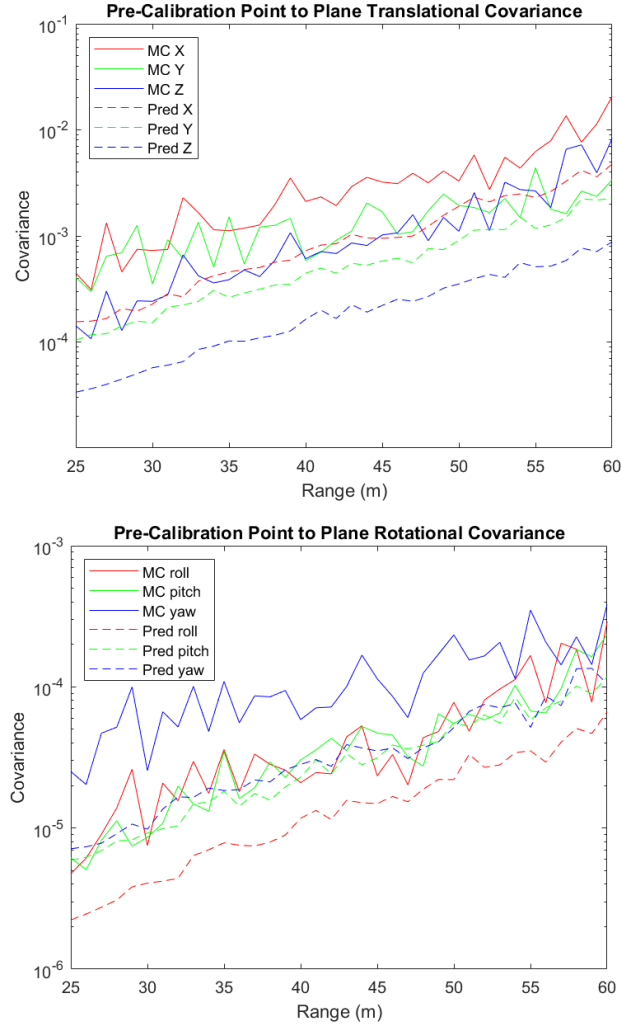 Pre-Calibration Point to Plane Translational Covariance
10^-1
10^-2
10^-3
10^-4
Covariance
MC X
MC Y
MC Z
Pred X
Pred Y
Pred Z
25 30 35 40 45 50 55 60
Range (m)
Pre-Calibration Point to Plane Rotational Covariance
10^-3
10^-4
10^-5
10^-6
Covariance
MC roll
MC pitch
MC yaw
Pred roll
Pred pitch
Pred yaw
25 30 35 40 45 50 55 60
Range (m)